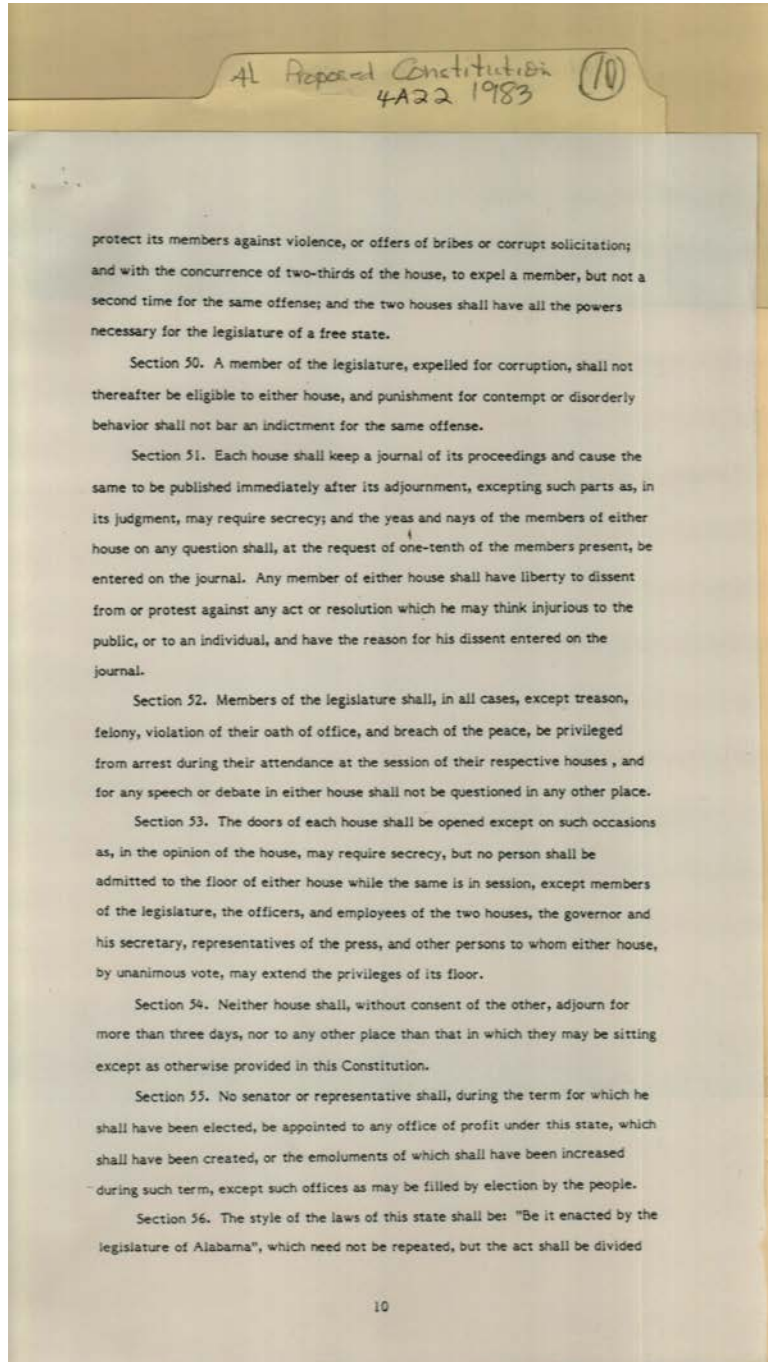 AL Proposed Constitution 10
4A22 1983
protect its members against violence, or offers of bribes or corrupt solicitation;
and with the concurrence of two-thirds of the house, to expel a member, but not a
second time for the same offense; and the two houses shall have all the powers
necessary for the legislature of a free state.
Section 50. A member of the legislature, expelled for corruption, shall not
thereafter be eligible to either house, and punishment for contempt or disorderly
behavior shall not bar an indictment for the same offense.
Section 51. Each house shall keep a journal of its proceedings and cause the
same to be published immediately after its adjournment, excepting such parts as, in
its judgment, may require secrecy; and the yeas and nays of the members of either
house on any question shall, at the request of one-tenth of the members present, be
entered on the journal. Any member of either house shall have liberty to dissent
from or protest against any act or resolution which he may think injurious to the
public, or to an individual, and have the reason for his dissent entered on the
journal.
Section 52. Members of the legislature shall, in all cases, except treason,
felony, violation of their oath of office, and breach of the peace, be privileged
from arrest during their attendance at the session of their respective houses , and
for any speech or debate in either house shall not be questioned in any other place.
Section 53. The doors of each house shall be opened except on such occasions
as, in the opinion of the house, may require secrecy, but no person shall be
admitted to the floor of either house while the same is in session, except members
of the legislature, the officers, and employees of the two houses, the governor and
his secretary, representatives of the press, and other persons to whom either house,
by unanimous vote, may extend the privileges of its floor.
Section 54. Neither house shall, without consent of the other, adjourn for
more than three days, nor to any other place than that in which they may be sitting
except as otherwise provided in this Constitution.
Section 55. No senator or representative shall, during the term for which he
shall have been elected, be appointed to any office of profit under this state, which
shall have been created, or the emoluments of which shall have been increased
during such term, except such offices as may be filled by election by the people.
Section 56. The style of the laws of this state shall be: "Be it enacted by the
legislature of Alabama", which need not be repeated, but the act shall be divided
10